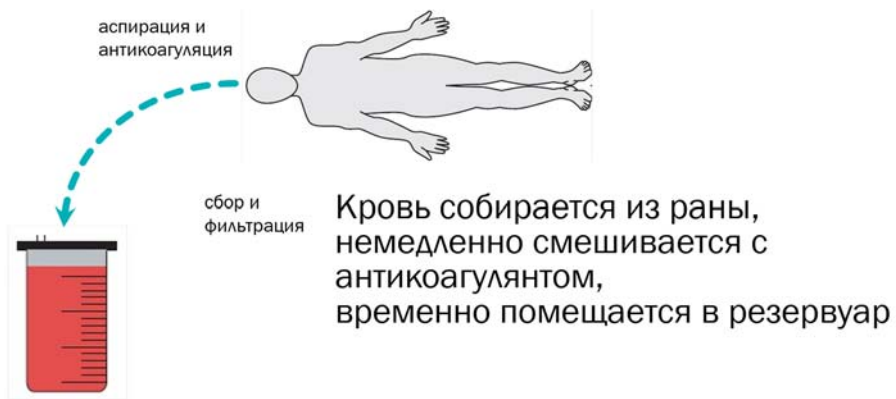 аспирация и
антикоагуляция
сбор и
фильтрация
Кровь собирается из раны,
немедленно смешивается с
антикоагулянтом,
временно помещается в резервуар